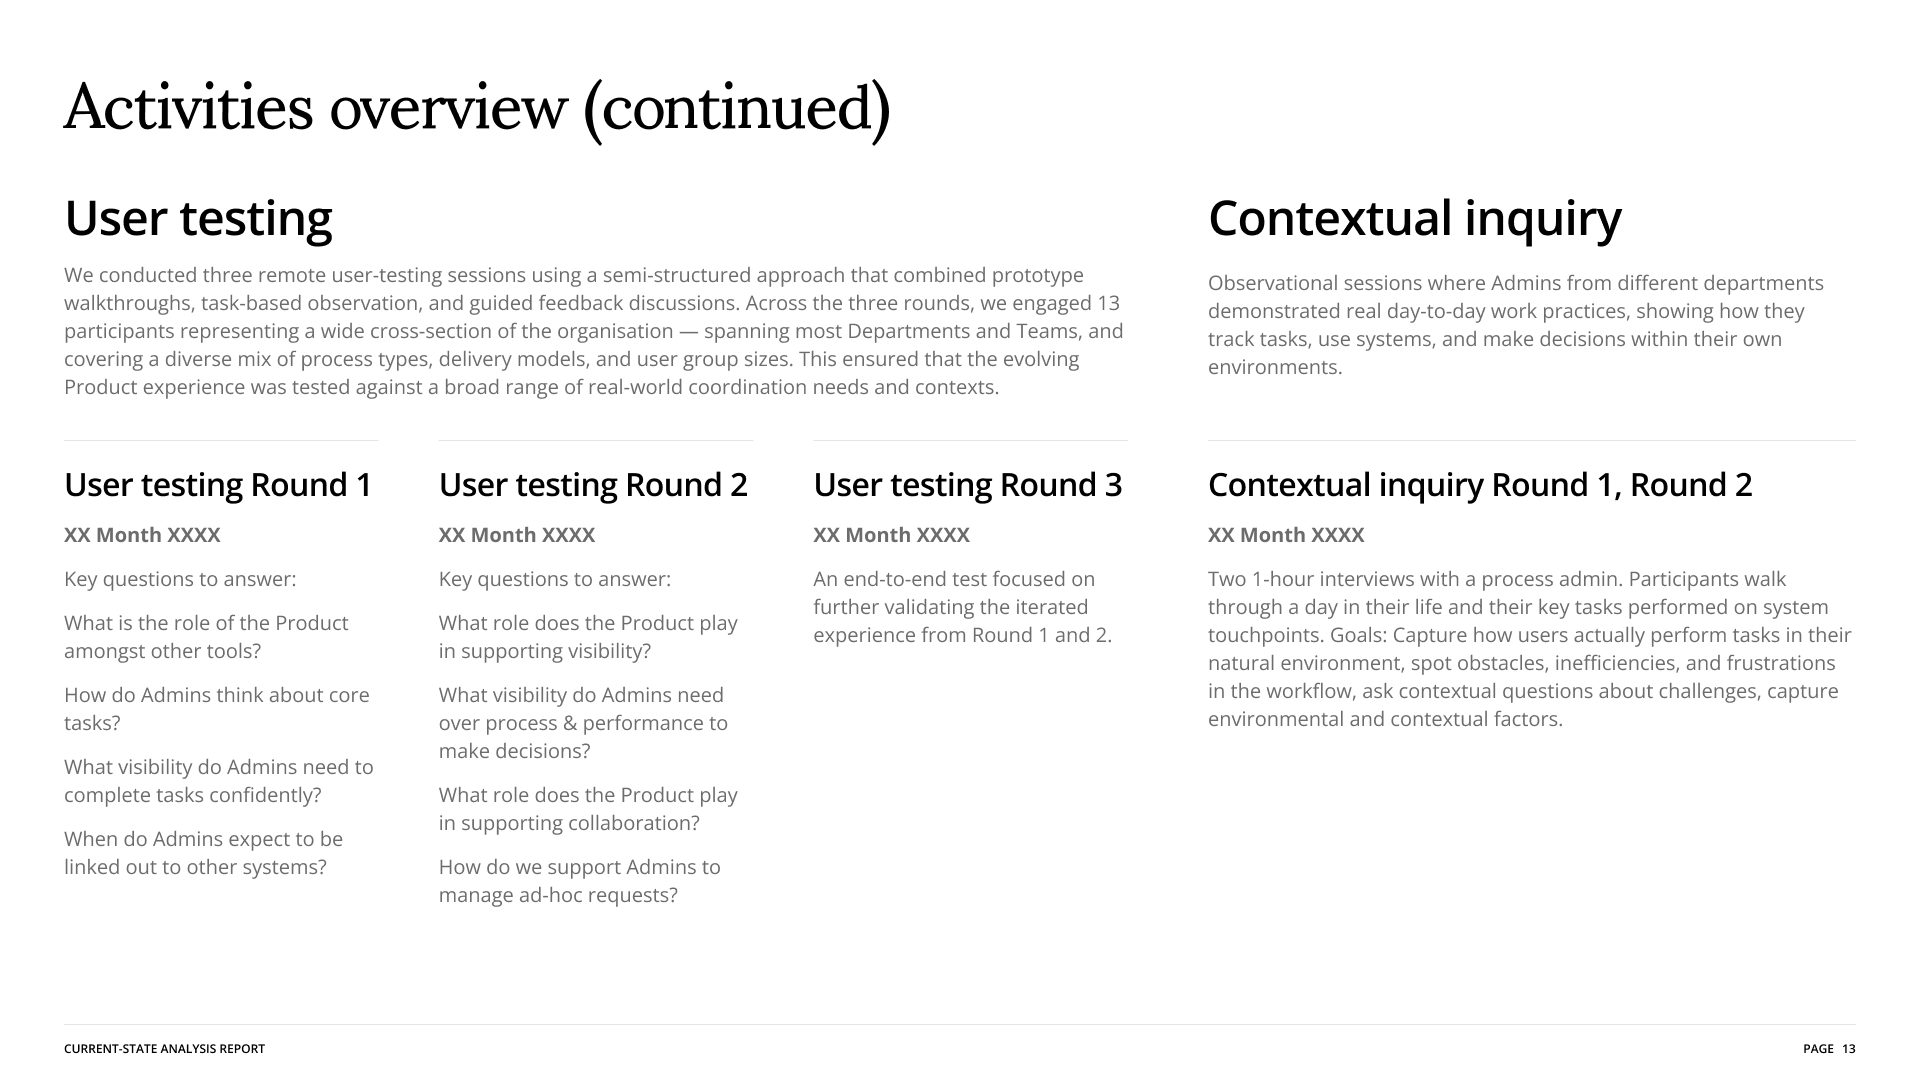 Activities overview (continued)
User testing
We conducted three remote user-testing sessions using a semi-structured approach that combined prototype
walkthroughs, task-based observation, and guided feedback discussions. Across the three rounds, we engaged 13
participants representing a wide cross-section of the organisation — spanning most Departments and Teams, and
covering a diverse mix of process types, delivery models, and user group sizes. This ensured that the evolving
Product experience was tested against a broad range of real-world coordination needs and contexts.
User testing Round 1
XX Month XXXX
Key questions to answer:
What is the role of the Product
amongst other tools?
How do Admins think about core
tasks?
What visibility do Admins need to
complete tasks confidently?
When do Admins expect to be
linked out to other systems?
User testing Round 2
XX Month XXXX
Key questions to answer:
What role does the Product play
in supporting visibility?
What visibility do Admins need
over process & performance to
make decisions?
What role does the Product play
in supporting collaboration?
How do we support Admins to
manage ad-hoc requests?
User testing Round 3
XX Month XXXX
An end-to-end test focused on
further validating the iterated
experience from Round 1 and 2.
Contextual inquiry
Observational sessions where Admins from different departments
demonstrated real day-to-day work practices, showing how they
track tasks, use systems, and make decisions within their own
environments.
Contextual inquiry Round 1, Round 2
XX Month XXXX
Two 1-hour interviews with a process admin. Participants walk
through a day in their life and their key tasks performed on system
touchpoints. Goals: Capture how users actually perform tasks in their
natural environment, spot obstacles, inefficiencies, and frustrations
in the workflow, ask contextual questions about challenges, capture
environmental and contextual factors.
CURRENT-STATE ANALYSIS REPORT
PAGE 13